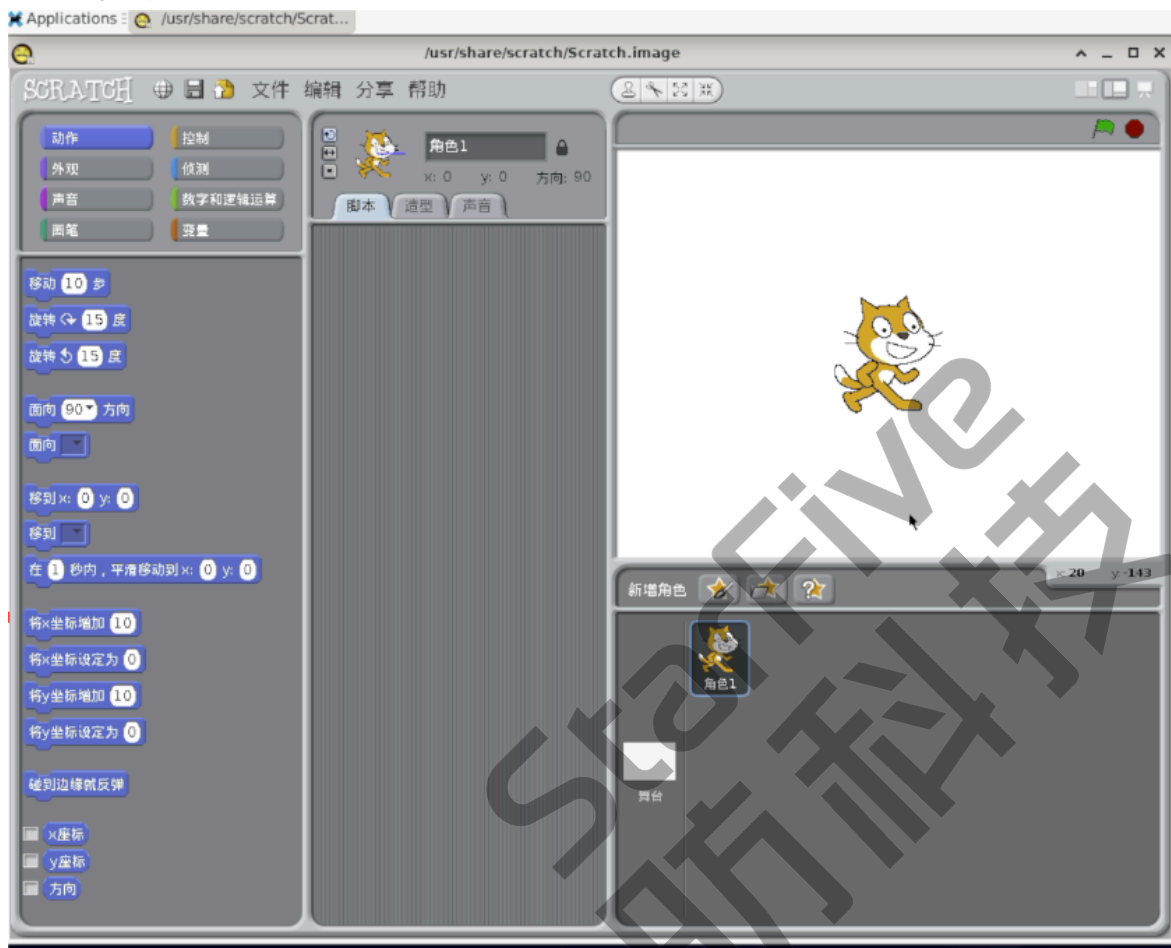 Applications
/usr/share/scratch/Scrat...
/usr/share/scratch/Scratch.image
SCRATCH 文件 编辑 分享 帮助
动作 控制
外观 侦测
声音 数字和逻辑运算
画笔 变量
角色1
x: 0 y: 0 方向: 90
脚本 造型 声音
移动 10 步
旋转 15 度
旋转 15 度
面向 90 方向
面向
移到 x: 0 y: 0
移到
在 1 秒内,平滑移动到 x: 0 y: 0
将x坐标增加 10
将x坐标设定为 0
将y坐标增加 10
将y坐标设定为 0
碰到边缘就反弹
x座标
y座标
方向
x: 20 y: -143
新增角色
角色1
舞台
StarFive
昉科技